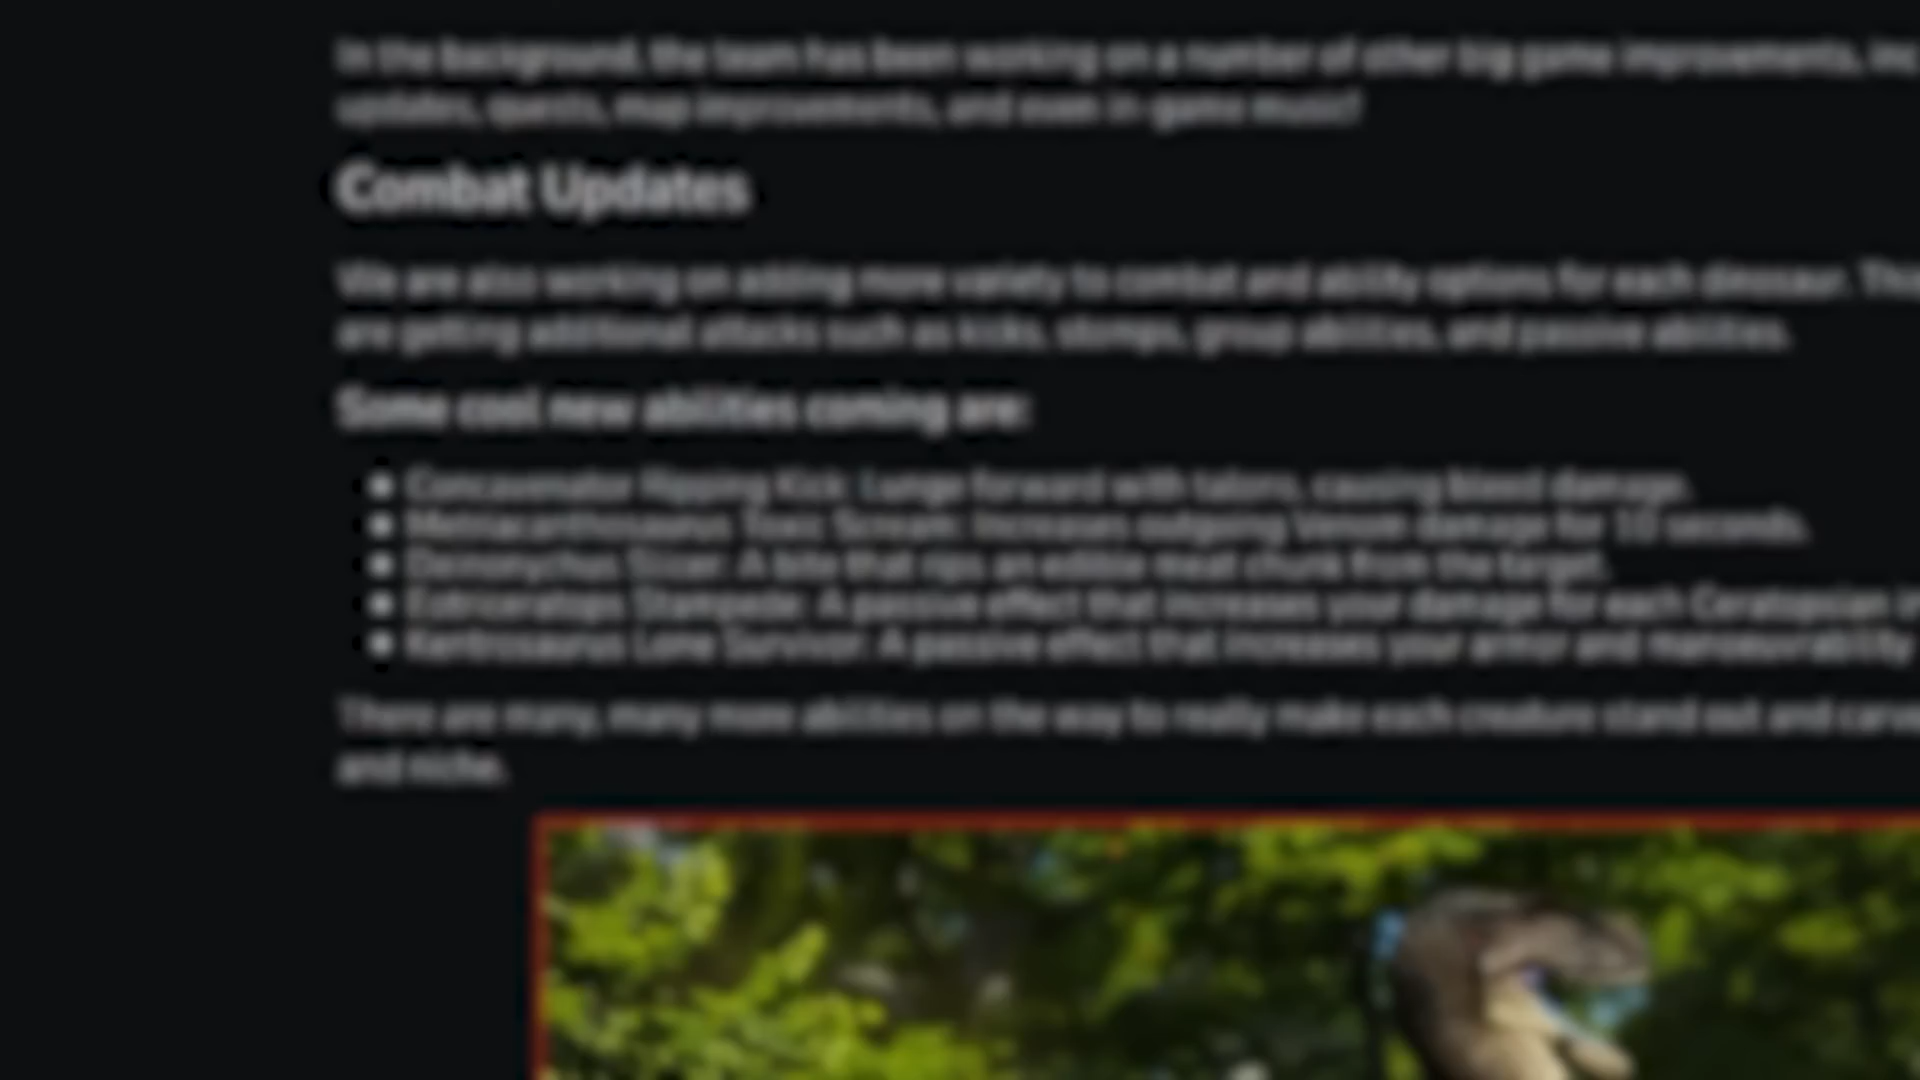 In the background, the team has been working on a number of other big game improvements, inc
updates, quests, map improvements, and even in-game music!
Combat Updates
We are also working on adding more variety to combat and ability options for each dinosaur. This
are getting additional attacks such as kicks, stomps, group abilities, and passive abilities.
Some cool new abilities coming are:
Concavenator Ripping Kick: Lunge forward with talons, causing bleed damage.
Metriacanthosaurus Toxic Scream: Increases outgoing Venom damage for 10 seconds.
Deinonychus Slicer: A bite that rips an edible meat chunk from the target.
Eotriceratops Stampede: A passive effect that increases your damage for each Ceratopsian
Kentrosaurus Lone Survivor: A passive effect that increases your armor and manoeuvrability
There are many, many more abilities on the way to really make each creature stand out and carve
and niche.